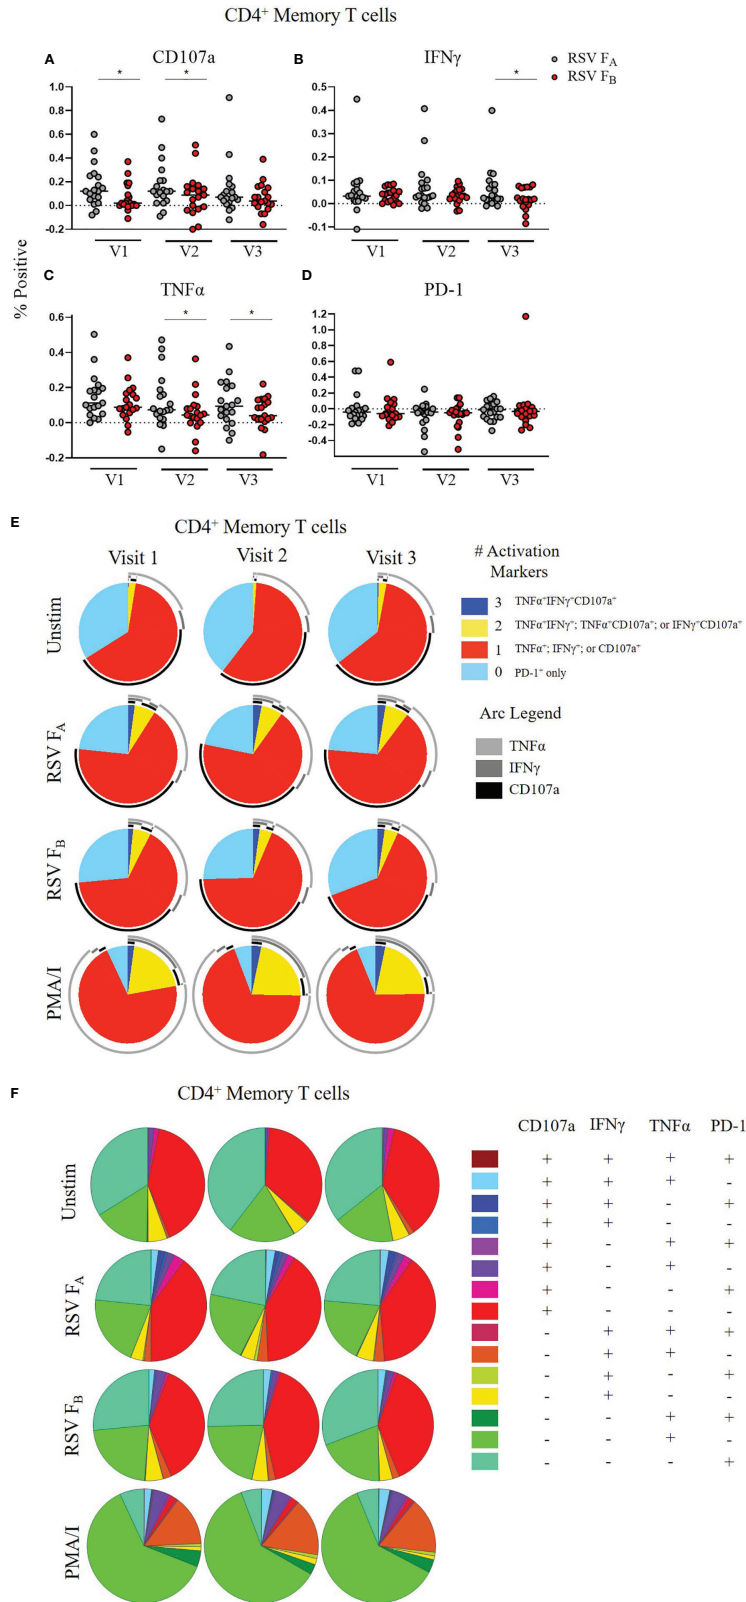 CD4+ Memory T cells
A CD107a
B IFNγ
RSV FA
RSV FB
* *
*
1.0
0.8
0.6
0.4
0.2
0.0
-0.2
0.5
0.4
0.3
0.2
0.1
0.0
-0.1
V1 V2 V3
V1 V2 V3
% Positive
C TNFα
D PD-1
* *
0.6
0.4
0.2
0.0
-0.2
1.2
1.0
0.8
0.6
0.4
0.2
0.0
-0.2
-0.4
V1 V2 V3
V1 V2 V3
E
CD4+ Memory T cells
Visit 1 Visit 2 Visit 3
Unstim
RSV FA
RSV FB
PMA/I
# Activation
Markers
3 TNFα+IFNγ+CD107a+
2 TNFα+IFNγ+; TNFα+CD107a+; or IFNγ+CD107a+
1 TNFα+; IFNγ+; or CD107a+
0 PD-1+ only
Arc Legend
TNFα
IFNγ
CD107a
F
CD4+ Memory T cells
Unstim
RSV FA
RSV FB
PMA/I
CD107a IFNγ TNFα PD-1
+ + + +
+ + + -
+ + - +
+ + - -
+ - + +
+ - + -
+ - - +
+ - - -
- + + +
- + + -
- + - +
- + - -
- - + +
- - + -
- - - +